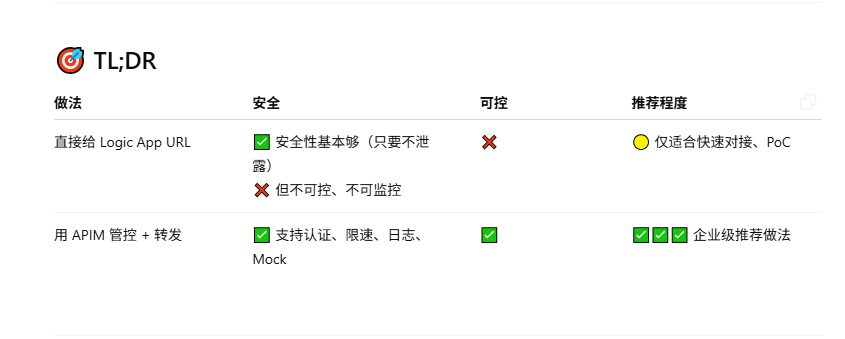 🎯 TL;DR
做法 安全 可控 推荐程度
直接给 Logic App URL ✅ 安全性基本够（只要不泄 ❌ 🟡 仅适合快速对接、PoC
露）
❌ 但不可控、不可监控
用 APIM 管控 + 转发 ✅ 支持认证、限速、日志、 ✅ ✅✅✅ 企业级推荐做法
Mock